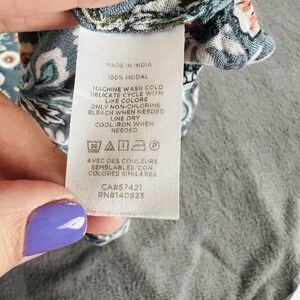 MADE IN INDIA
100% MODAL
MACHINE WASH COLD
DELICATE CYCLE WITH
LIKE COLORS
ONLY NON-CHLORINE
BLEACH WHEN NEEDED
LINE DRY
COOL IRON WHEN
NEEDED
30
AVEC DES COULEURS
SEMBLABLES/CON
COLORES SIMILARES
CA#57421
RN#140923